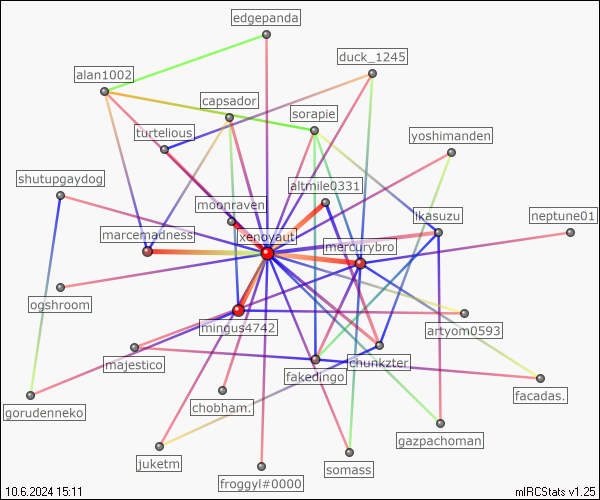 edgepanda
duck_1245
alan1002
capsador
sorapie
turtelious
yoshimanden
shutupgaydog
altmile0331
moonraven
ikasuzu
neptune01
marcemadness
xenoyaut
mercurybro
ogshroom
mingus4742
artyom0593
majestico
chunkzter
fakedingo
facadas.
gorudenneko
chobham.
gazpachoman
juketm
froggyl#0000
somass
10.6.2024 15:11
mIRCStats v1.25